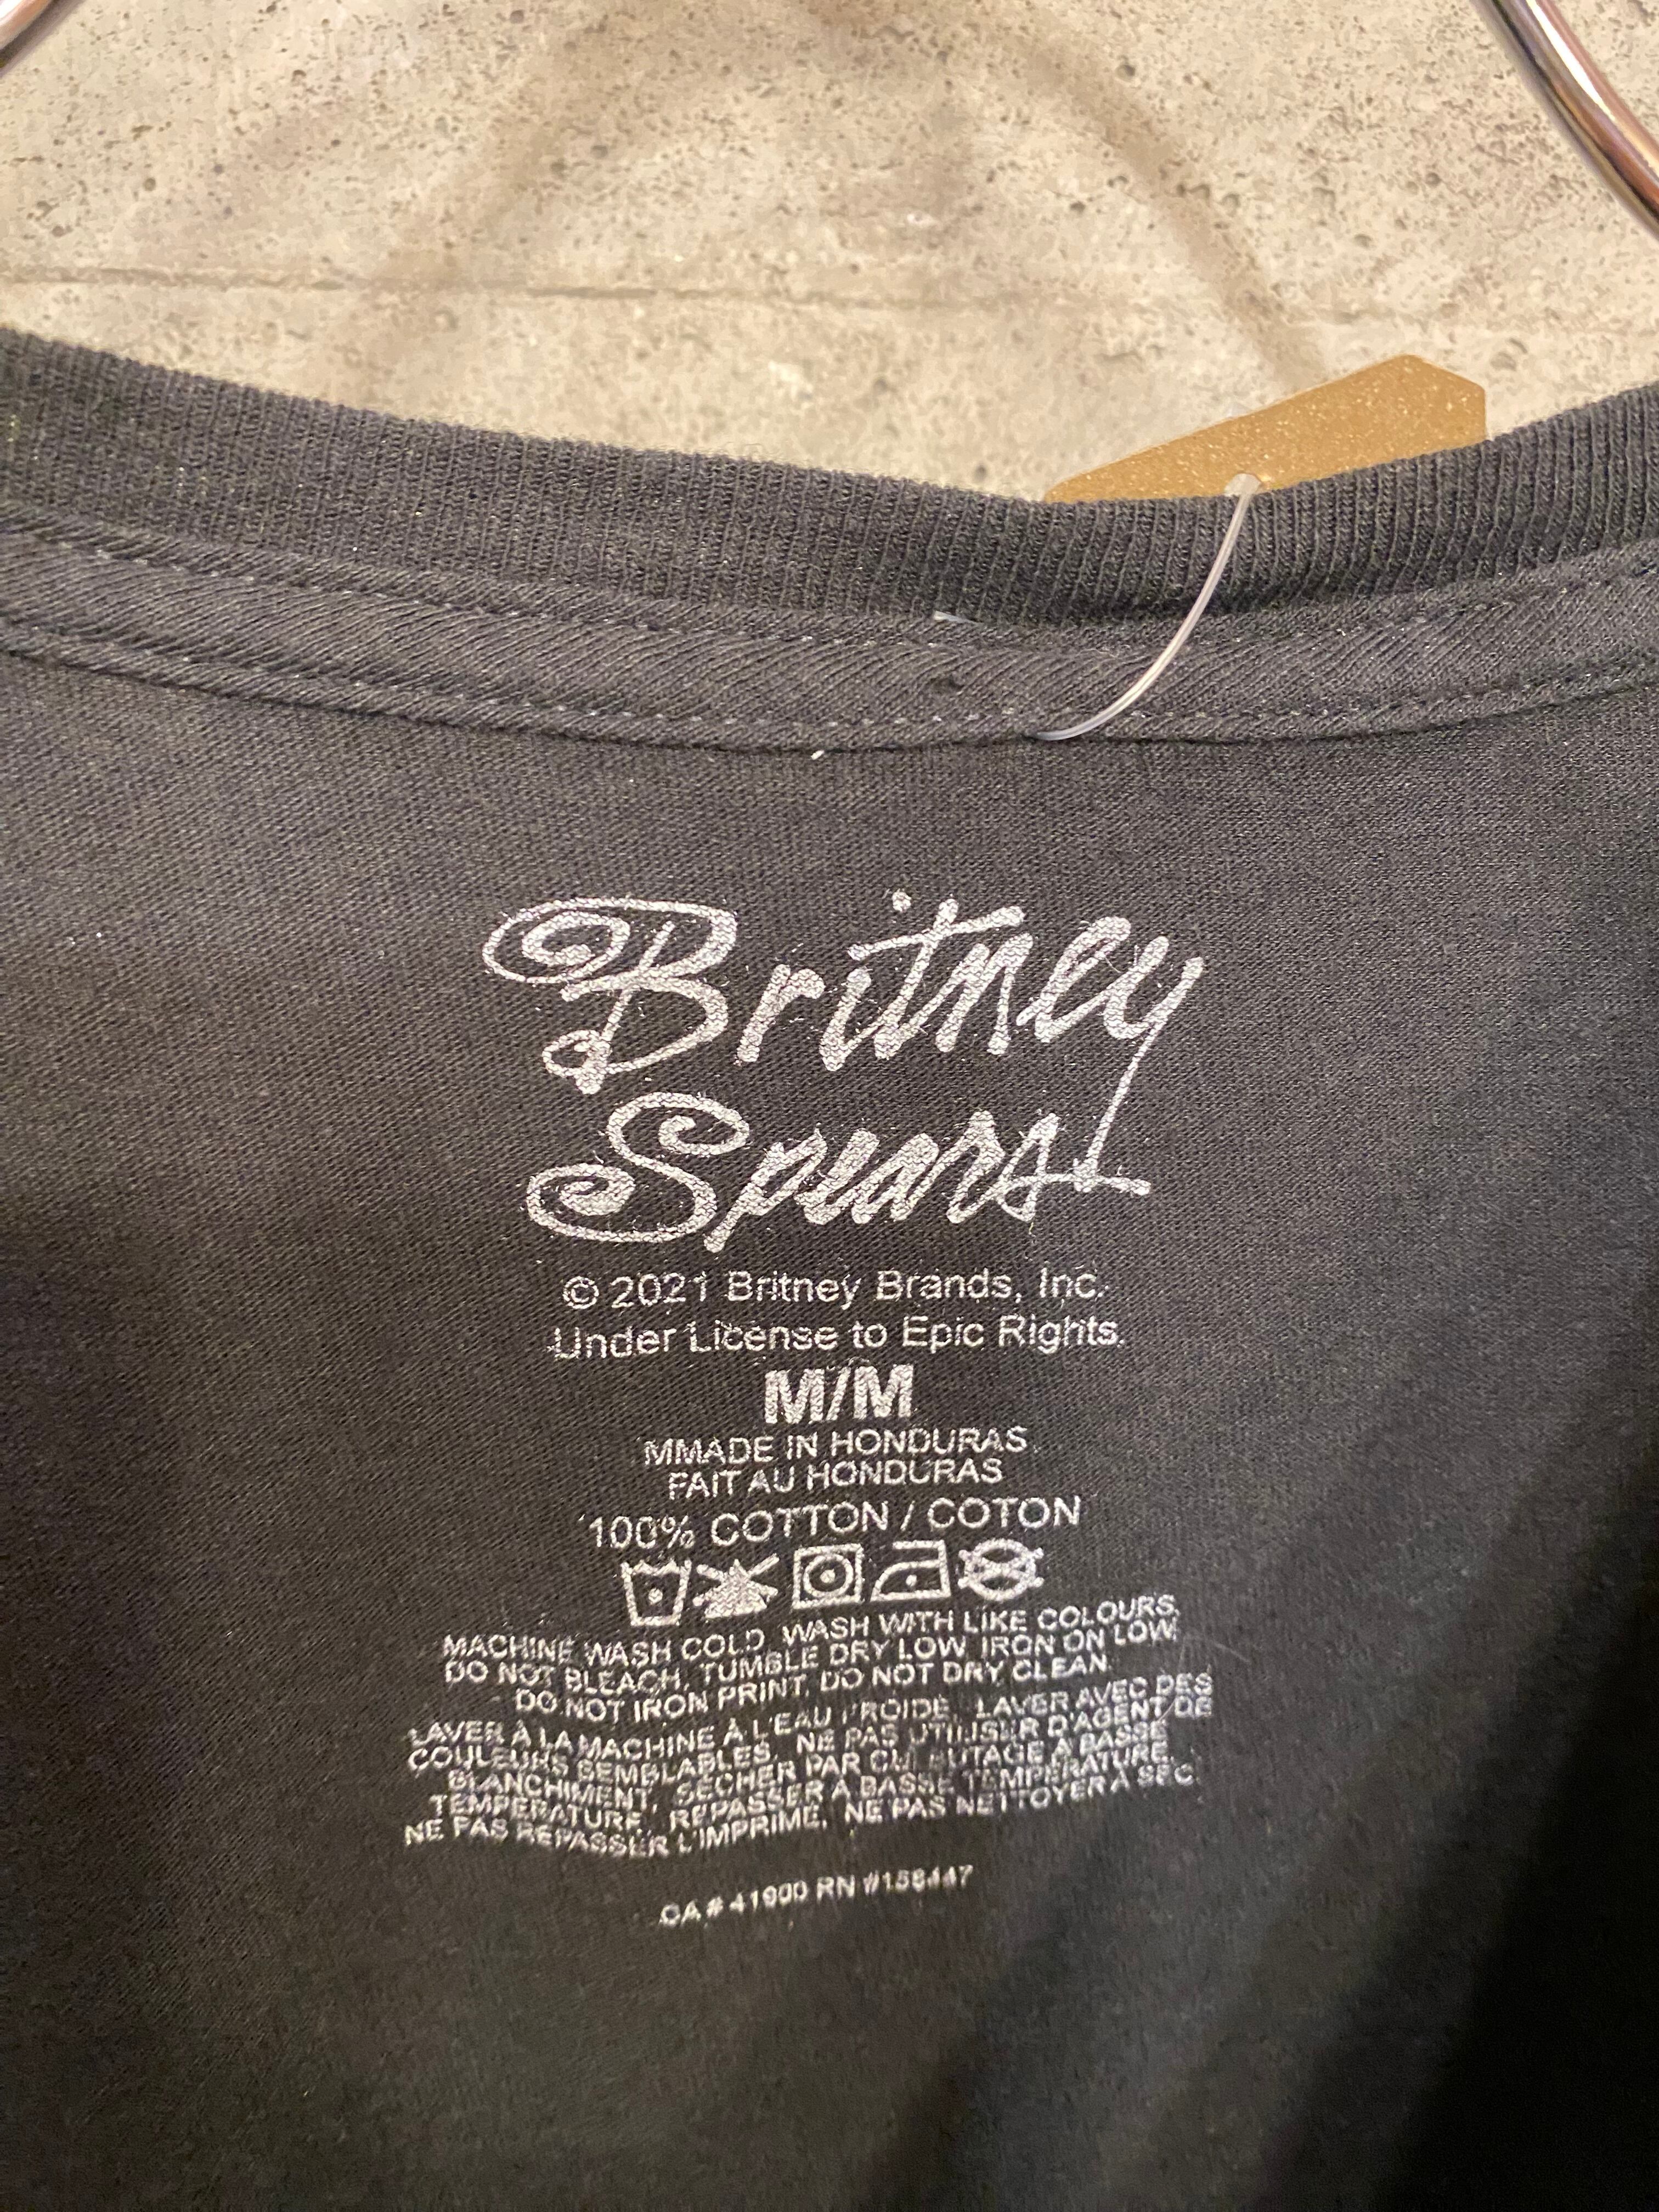 Britney
Spears
© 2021 Britney Brands, Inc.
Under License to Epic Rights.
M/M
MMADE IN HONDURAS
FAIT AU HONDURAS
100% COTTON / COTON
MACHINE WASH COLD, WASH WITH LIKE COLOURS,
DO NOT BLEACH, TUMBLE DRY LOW, IRON ON LOW,
DO NOT IRON PRINT, DO NOT DRY CLEAN.
LAVER À LA MACHINE À L'EAU FROIDE, LAVER AVEC DES
COULEURS SEMBLABLES, NE PAS UTILISER D'AGENT DE
BLANCHIMENT, SÉCHER PAR À BASSE
TEMPÉRATURE, REPASSER À BASSE TEMPÉRATURE,
NE PAS REPASSER L'IMPRIMÉ, NE PAS NETTOYER À SEC
CA # 41900 RN #158447